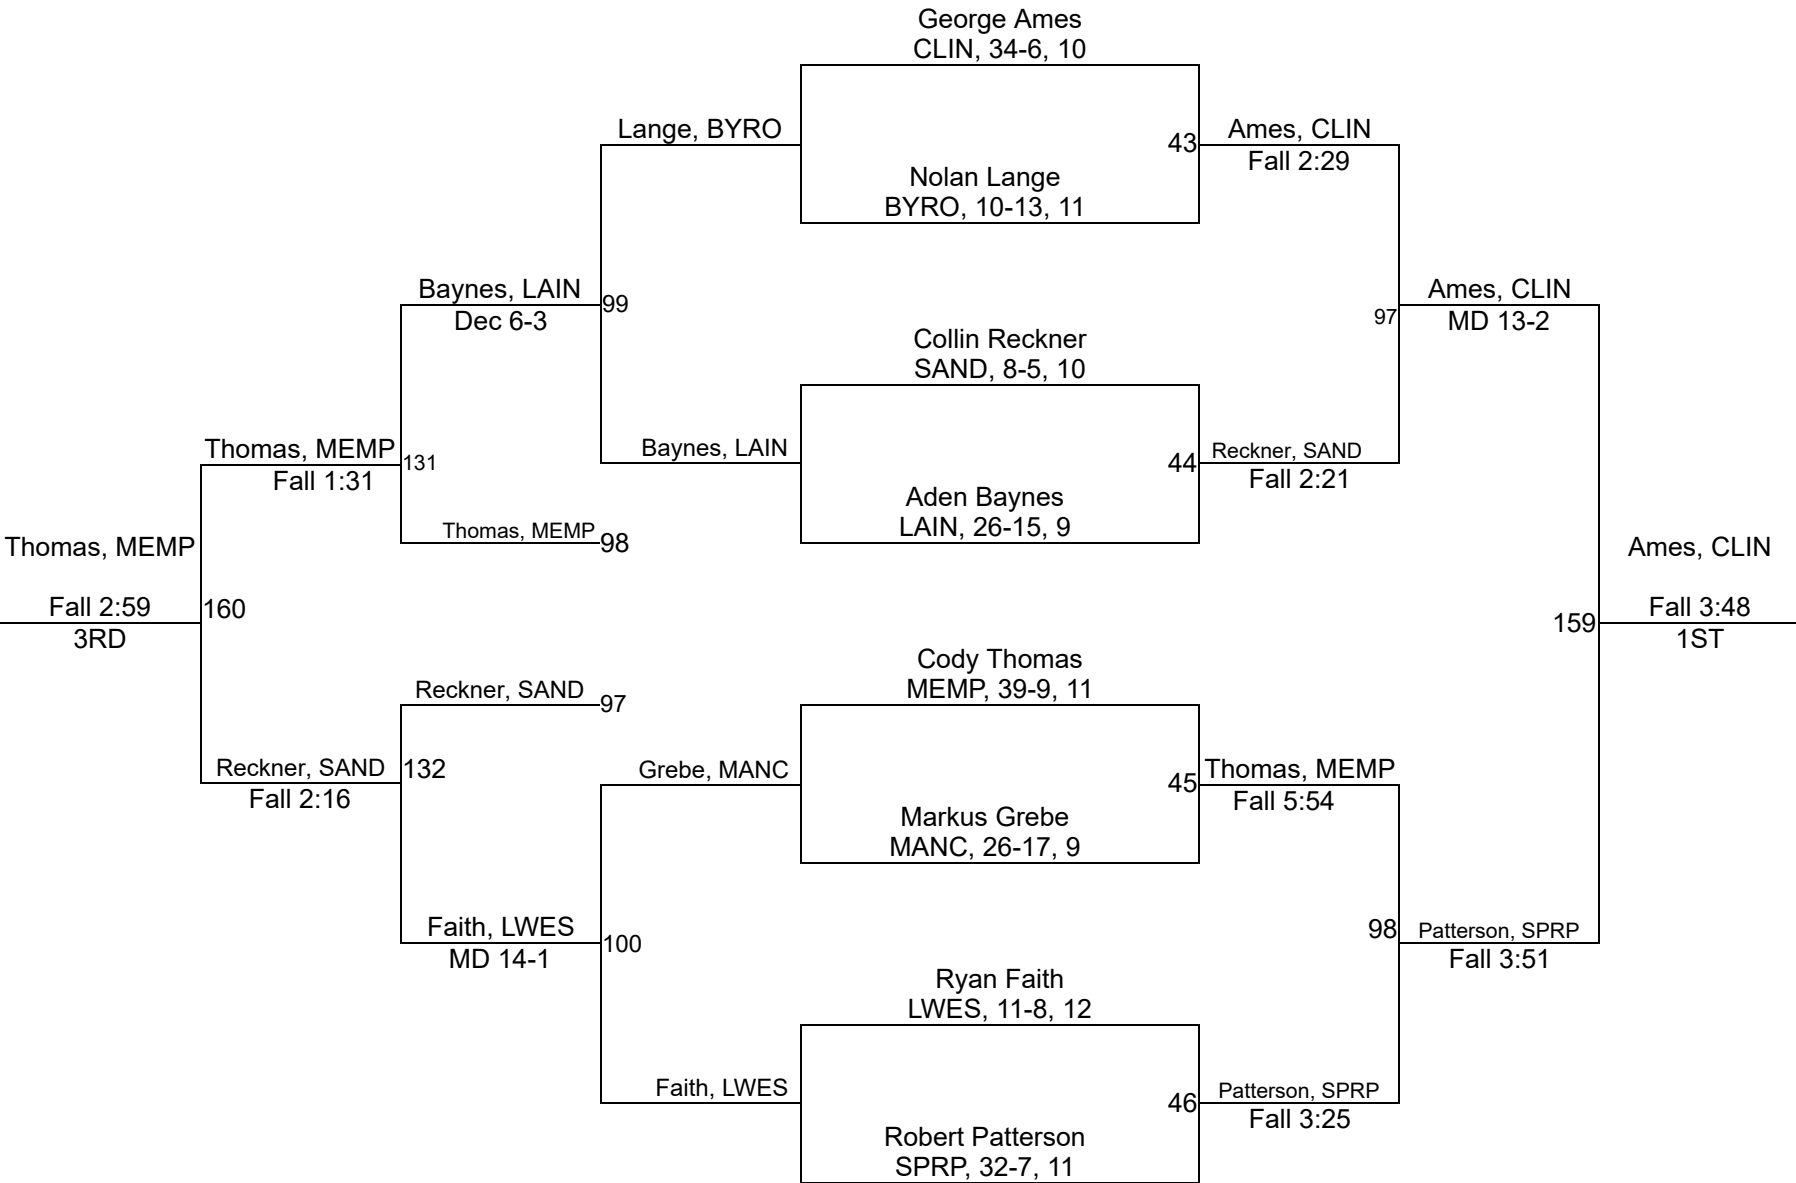 George Ames
CLIN, 34-6, 10
Lange, BYRO
43
Ames, CLIN
Fall 2:29
Nolan Lange
BYRO, 10-13, 11
Baynes, LAIN
99
Dec 6-3
Ames, CLIN
97
MD 13-2
Collin Reckner
SAND, 8-5, 10
Thomas, MEMP
131
Fall 1:31
Baynes, LAIN
44
Reckner, SAND
Fall 2:21
Aden Baynes
LAIN, 26-15, 9
Thomas, MEMP
98
Thomas, MEMP
Ames, CLIN
Fall 2:59
160
3RD
159
Fall 3:48
1ST
Cody Thomas
MEMP, 39-9, 11
Reckner, SAND
97
Reckner, SAND
132
Fall 2:16
Grebe, MANC
45
Thomas, MEMP
Fall 5:54
Markus Grebe
MANC, 26-17, 9
Faith, LWES
100
MD 14-1
98
Patterson, SPRP
Fall 3:51
Ryan Faith
LWES, 11-8, 12
Faith, LWES
46
Patterson, SPRP
Fall 3:25
Robert Patterson
SPRP, 32-7, 11